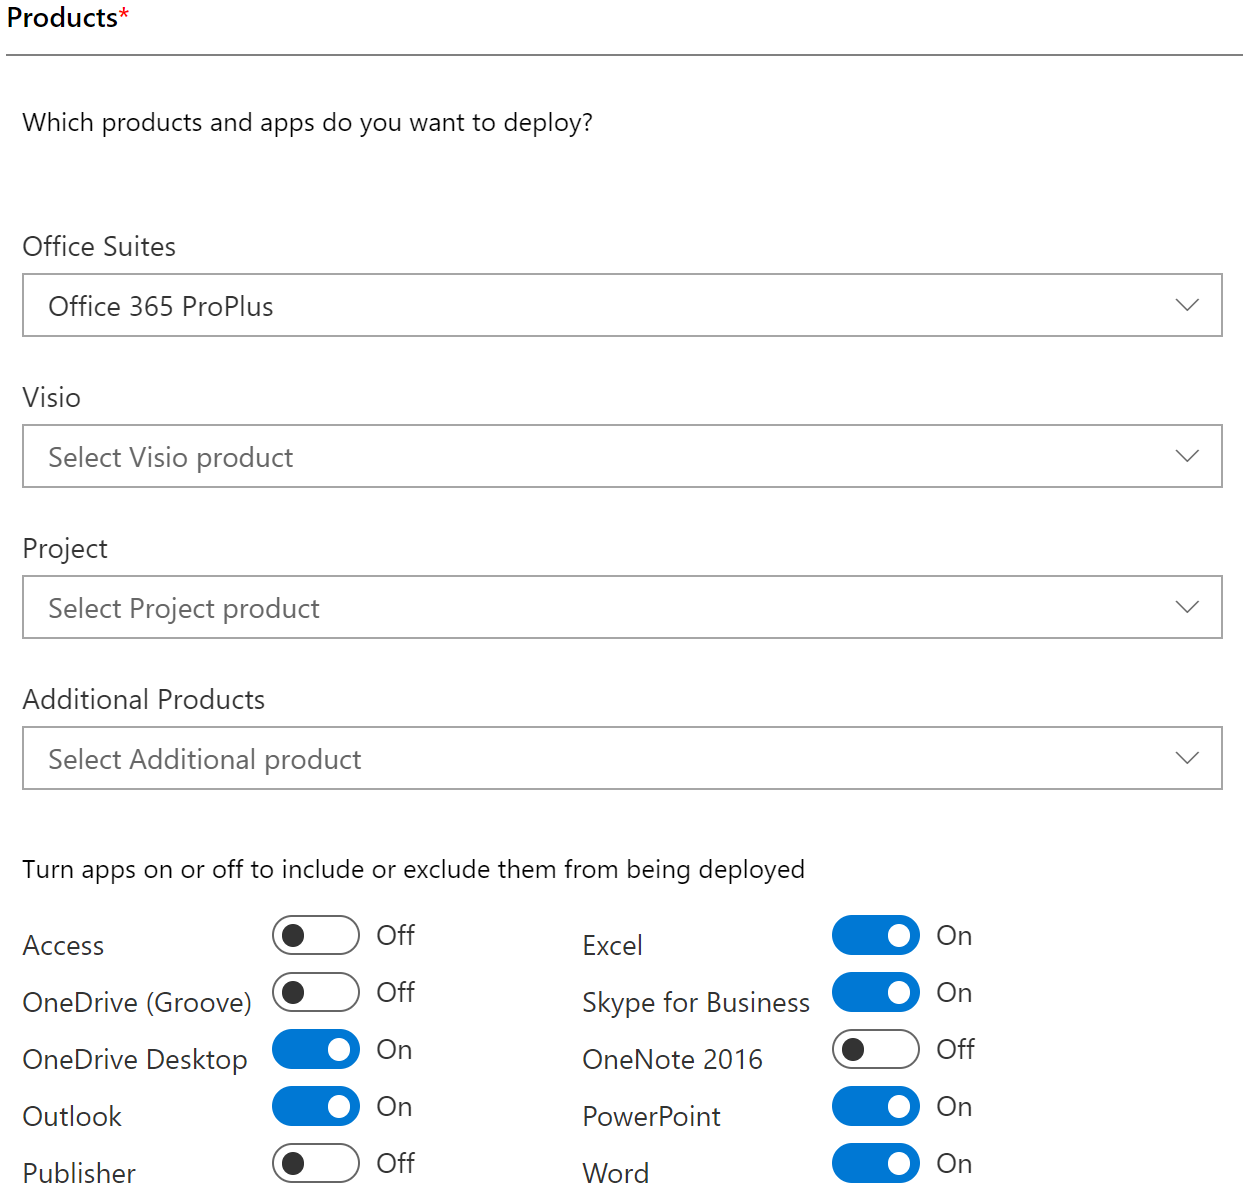 Products*
Which products and apps do you want to deploy?
Office Suites
Office 365 ProPlus
Visio
Select Visio product
Project
Select Project product
Additional Products
Select Additional product
Turn apps on or off to include or exclude them from being deployed
Access Off Excel On
OneDrive (Groove) Off Skype for Business On
OneDrive Desktop On OneNote 2016 Off
Outlook On PowerPoint On
Publisher Off Word On